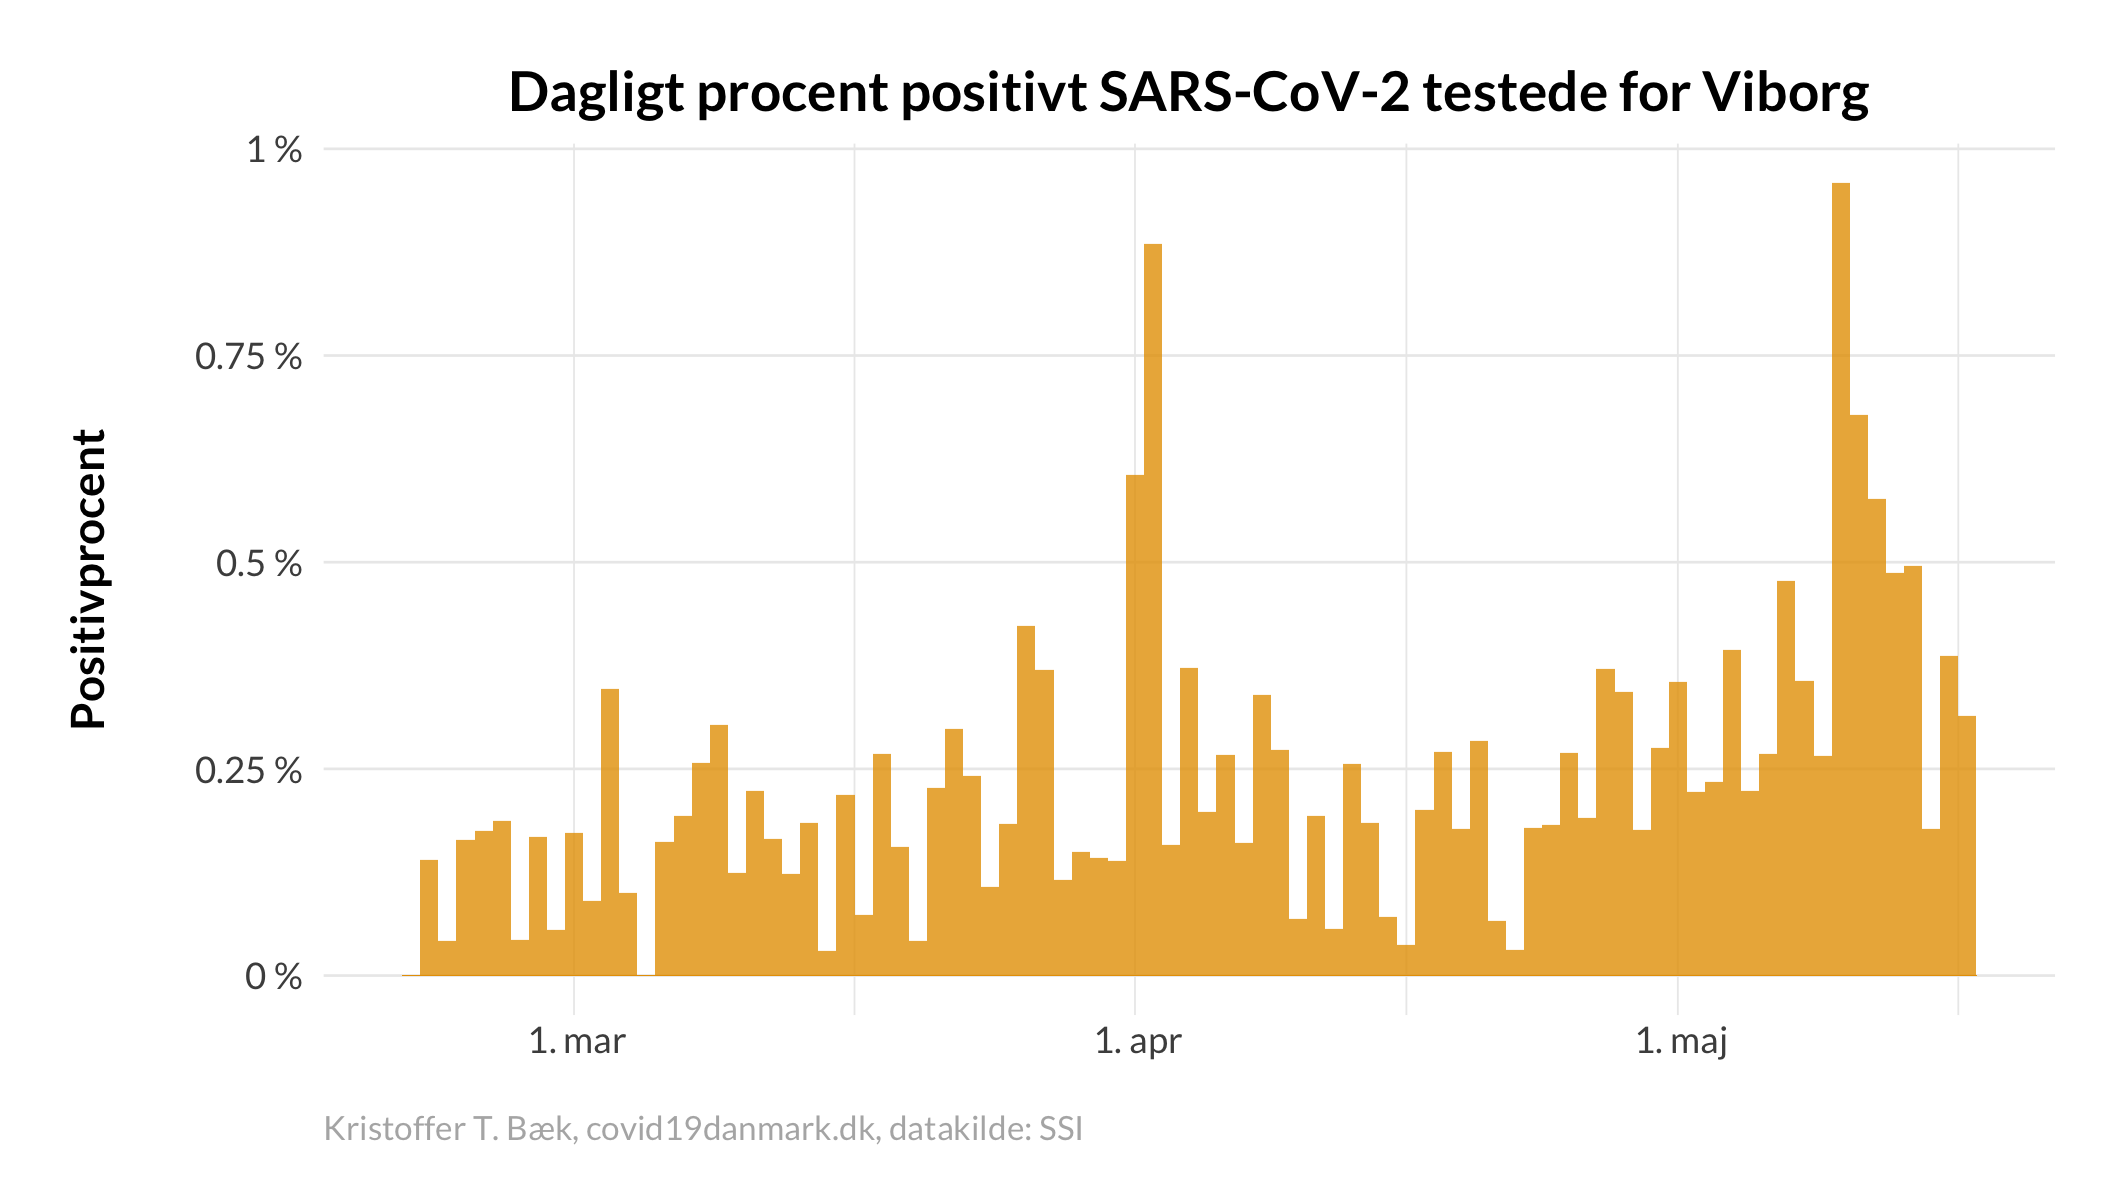 Dagligt procent positivt SARS-CoV-2 testede for Viborg
1 %
0.75 %
0.5 %
0.25 %
0 %
Positivprocent
1. mar
1. apr
1. maj
Kristoffer T. Bæk, covid19danmark.dk, datakilde: SSI